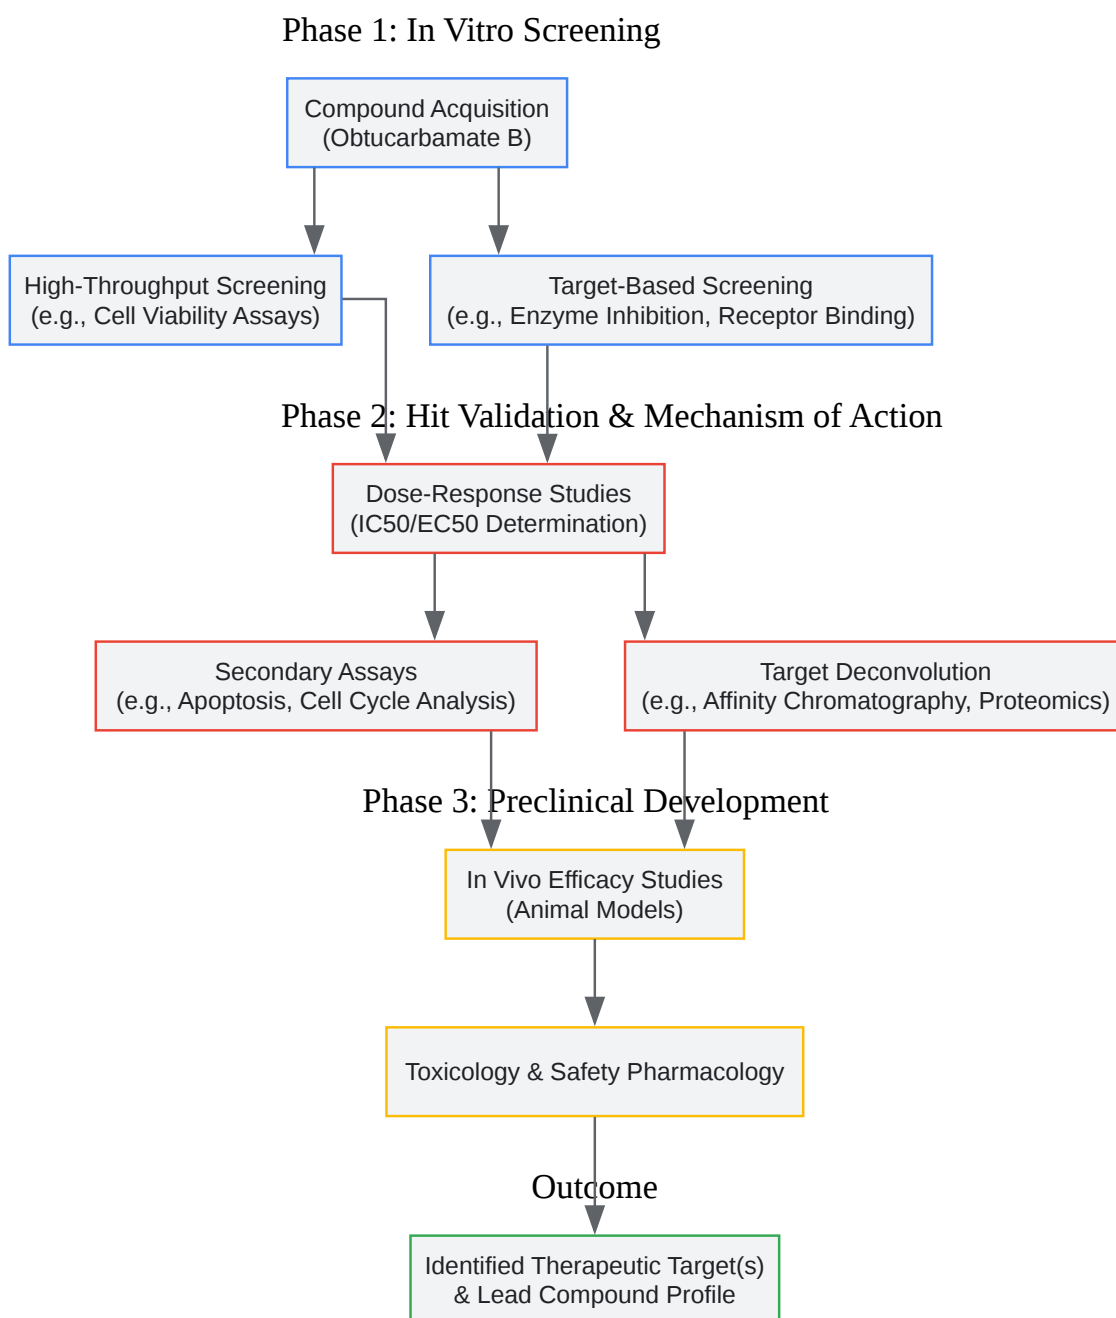 Phase 1: In Vitro Screening
Compound Acquisition
(Obtucarbamate B)
High-Throughput Screening
(e.g., Cell Viability Assays)
Target-Based Screening
(e.g., Enzyme Inhibition, Receptor Binding)
Phase 2: Hit Validation & Mechanism of Action
Dose-Response Studies
(IC50/EC50 Determination)
Secondary Assays
(e.g., Apoptosis, Cell Cycle Analysis)
Target Deconvolution
(e.g., Affinity Chromatography, Proteomics)
Phase 3: Preclinical Development
In Vivo Efficacy Studies
(Animal Models)
Toxicology & Safety Pharmacology
Outcome
Identified Therapeutic Target(s)
& Lead Compound Profile